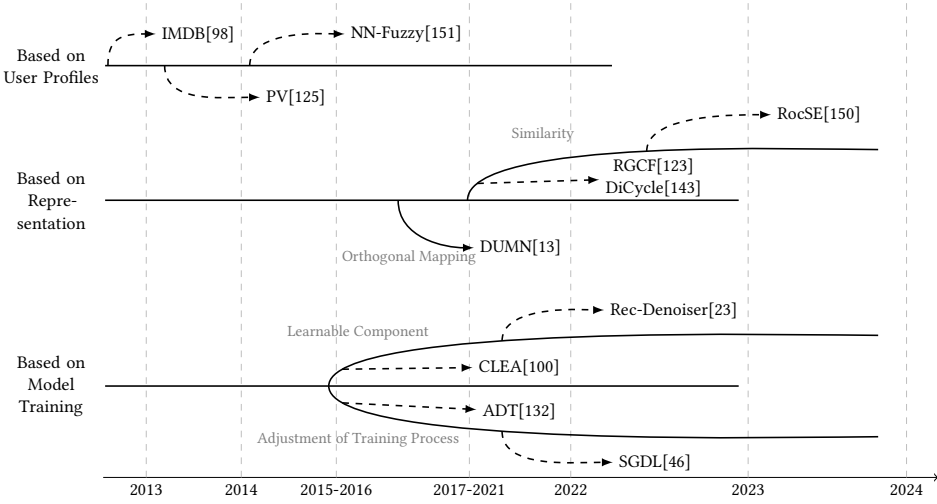 IMDB[98]
NN-Fuzzy[151]
Based on
User Profiles
PV[125]
RocSE[150]
Similarity
RGCF[123]
DiCycle[143]
Based on
Repre-
sentation
DUMN[13]
Orthogonal Mapping
Rec-Denoiser[23]
Learnable Component
CLEA[100]
Based on
Model
Training
ADT[132]
Adjustment of Training Process
SGDL[46]
2013 2014 2015-2016 2017-2021 2022 2023 2024